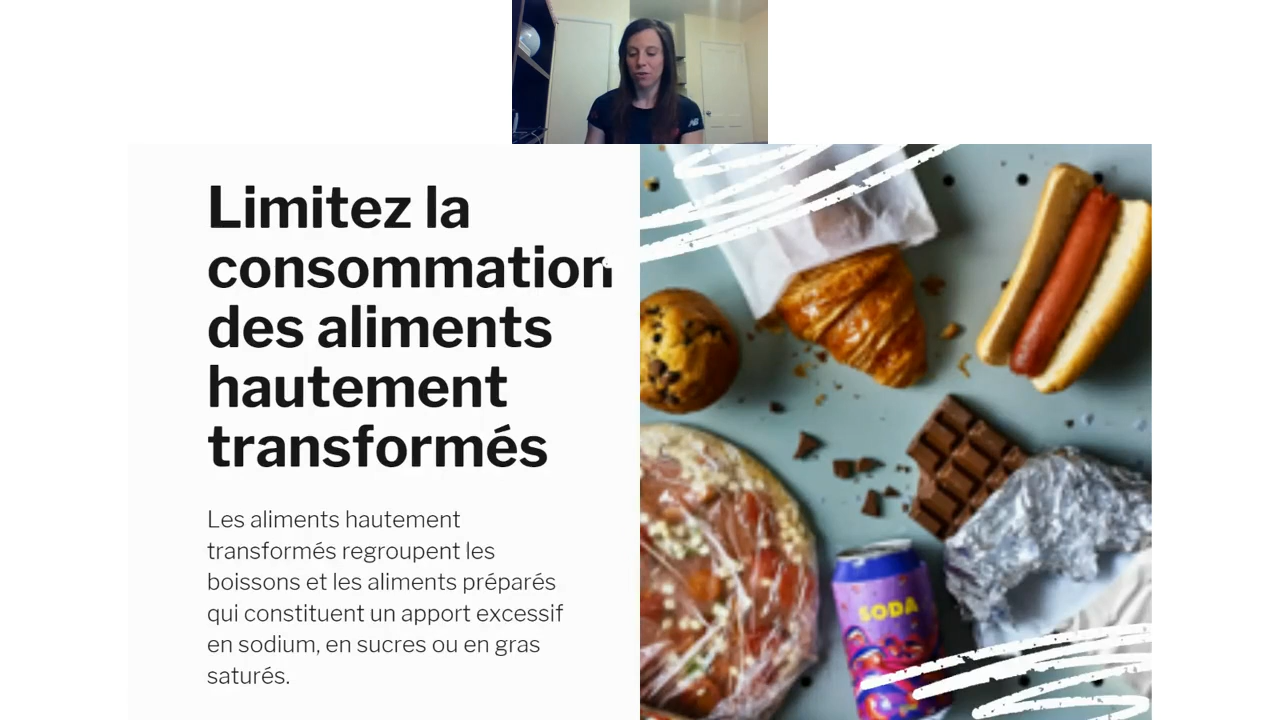 Limitez la
consommation
des aliments
hautement
transformés
Les aliments hautement
transformés regroupent les
boissons et les aliments préparés
qui constituent un apport excessif
en sodium, en sucres ou en gras
saturés.
SODA